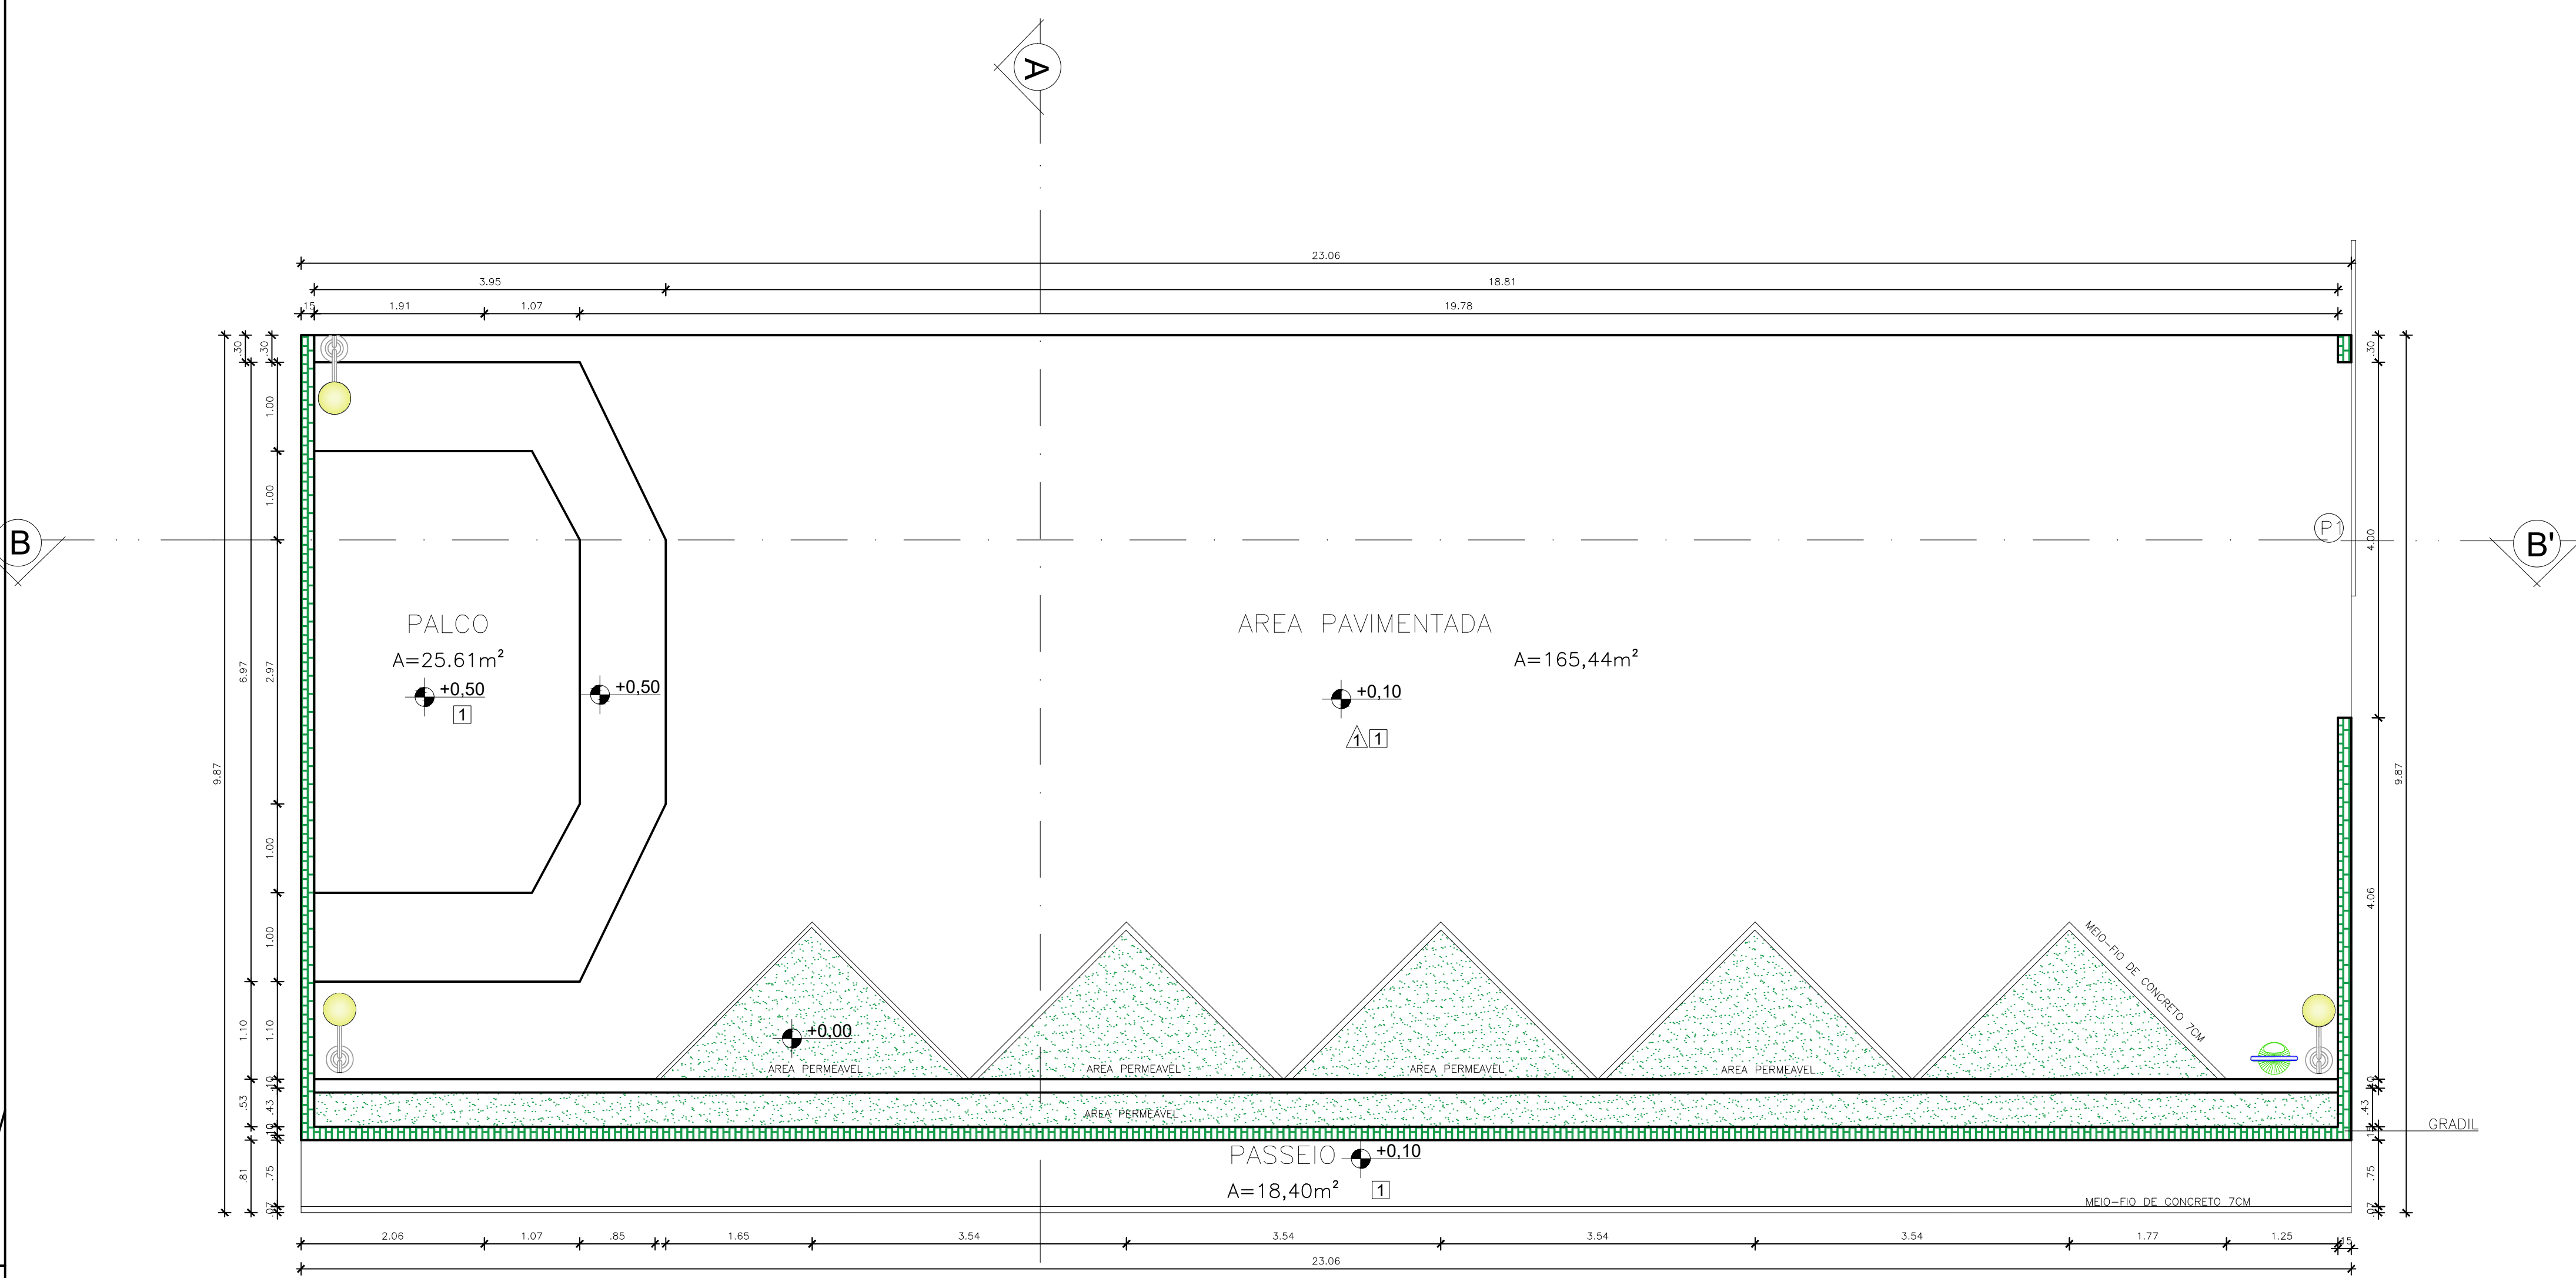 A
23.06
3.95
18.81
.15
1.91
1.07
19.78
.30
.30
.30
1.00
1.00
B
P1
4.00
B'
PALCO
A=25.61m²
+0,50
1
+0,50
AREA PAVIMENTADA
A=165,44m²
+0,10
1
1
6.97
2.97
9.87
9.87
1.00
1.00
4.06
MEIO-FIO DE CONCRETO 7CM
1.10
1.10
+0,00
AREA PERMEAVEL
AREA PERMEAVEL
AREA PERMEAVEL
AREA PERMEAVEL
.10
.53
.43
.43
AREA PERMEAVEL
.10
GRADIL
PASSEIO
+0,10
A=18,40m²
1
.81
.75
.75
.07
.07
MEIO-FIO DE CONCRETO 7CM
2.06
1.07
.85
1.65
3.54
3.54
3.54
3.54
1.77
1.25
.15
23.06